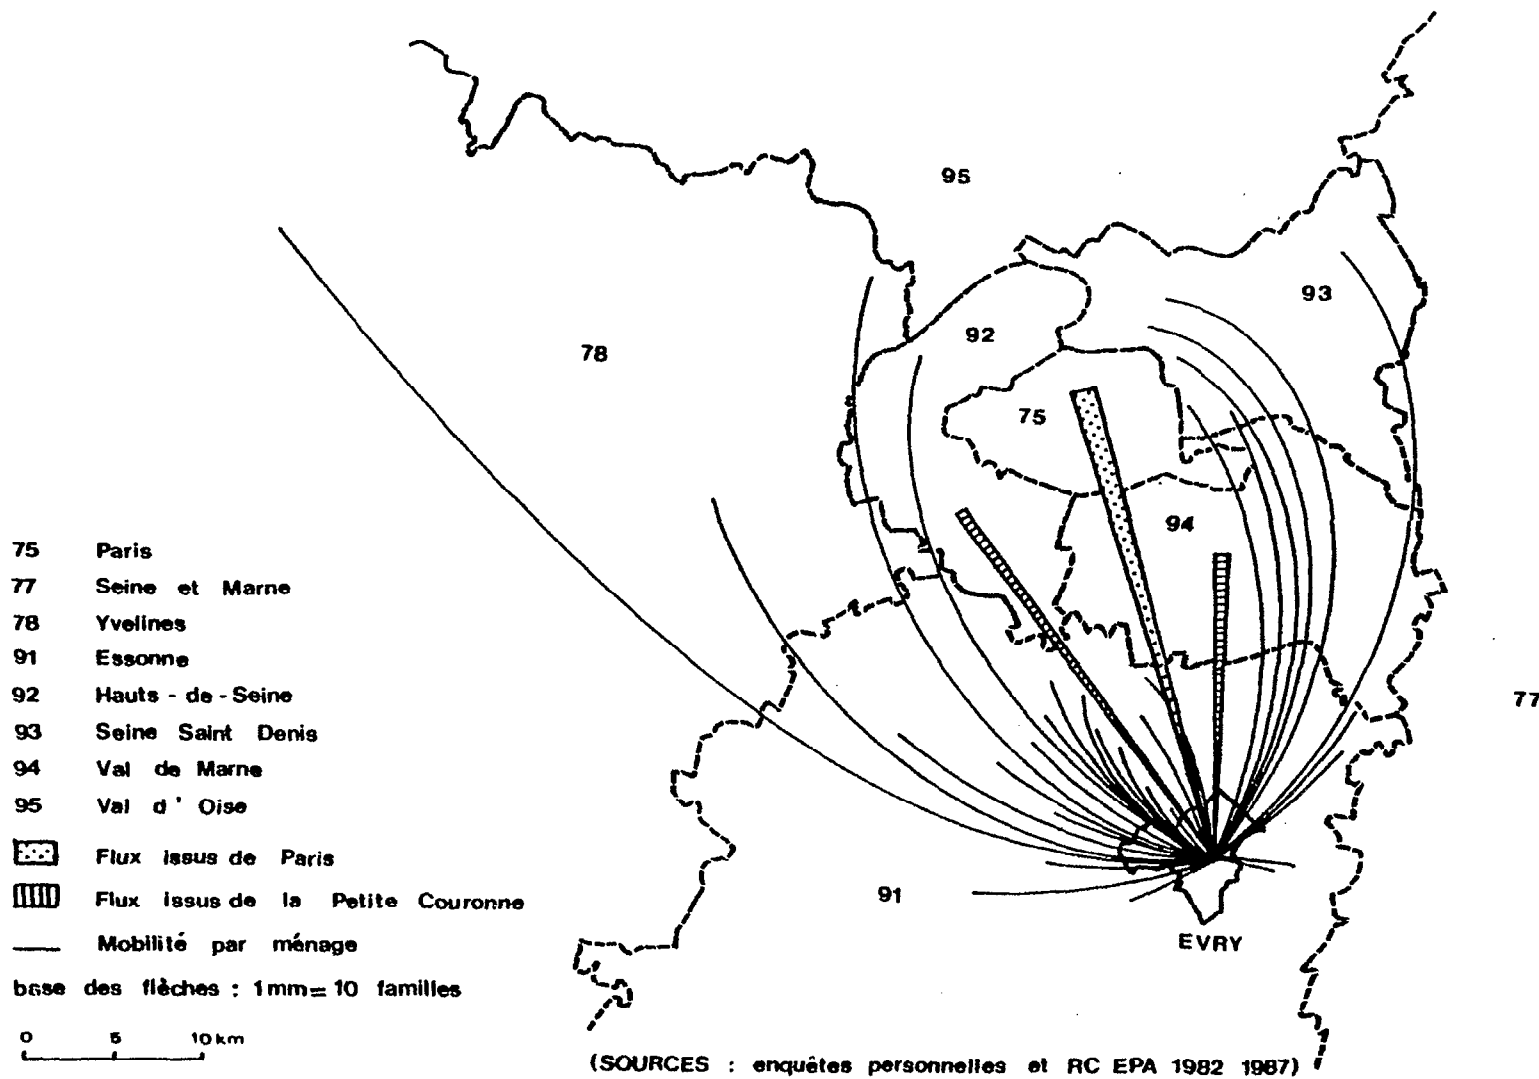 95
93
92
78
75
94
75 Paris
77 Seine et Marne
78 Yvelines
91 Essonne
92 Hauts - de - Seine
93 Seine Saint Denis
94 Val de Marne
95 Val d ' Oise
Flux issus de Paris
Flux issus de la Petite Couronne
Mobilité par ménage
base des flèches : 1mm= 10 familles
0 5 10 km
77
91
EVRY
(SOURCES : enquêtes personnelles et RC EPA 1982 1987)